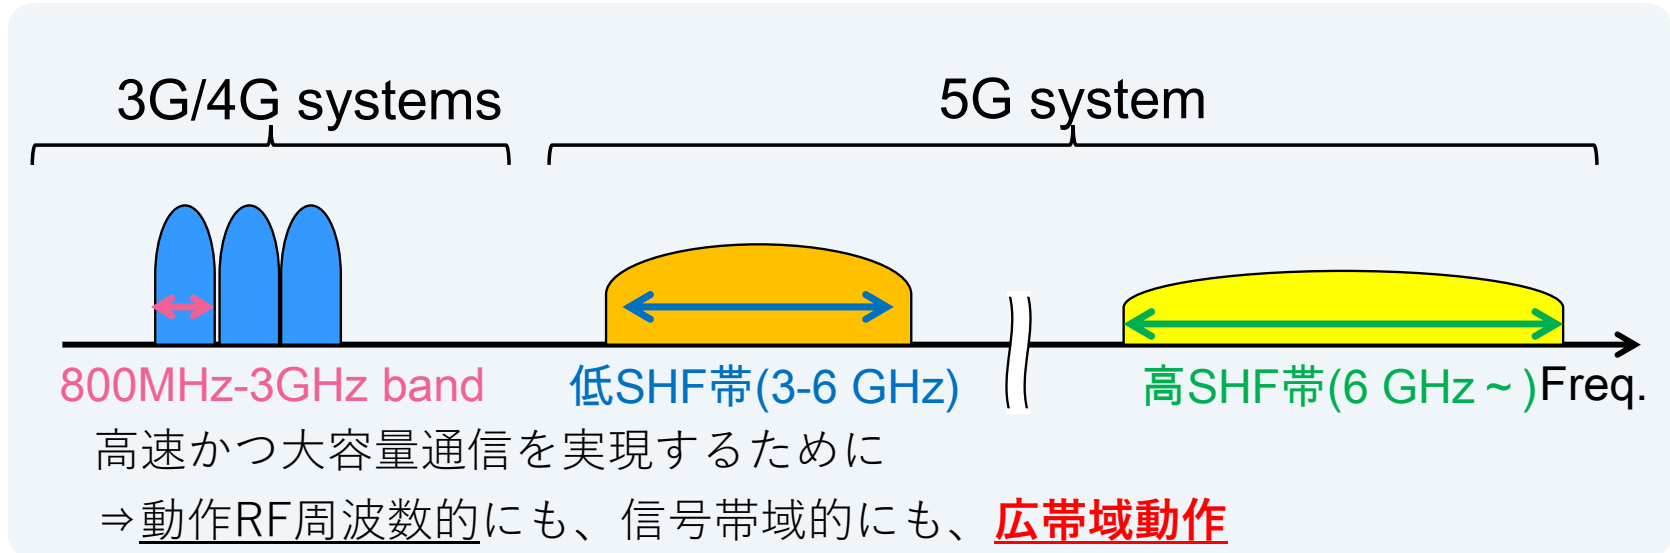 3G/4G systems
5G system
800MHz-3GHz band
低SHF帯(3-6 GHz)
高SHF帯(6 GHz～)
Freq.
高速かつ大容量通信を実現するために
⇒動作RF周波数的にも、信号帯域的にも、広帯域動作